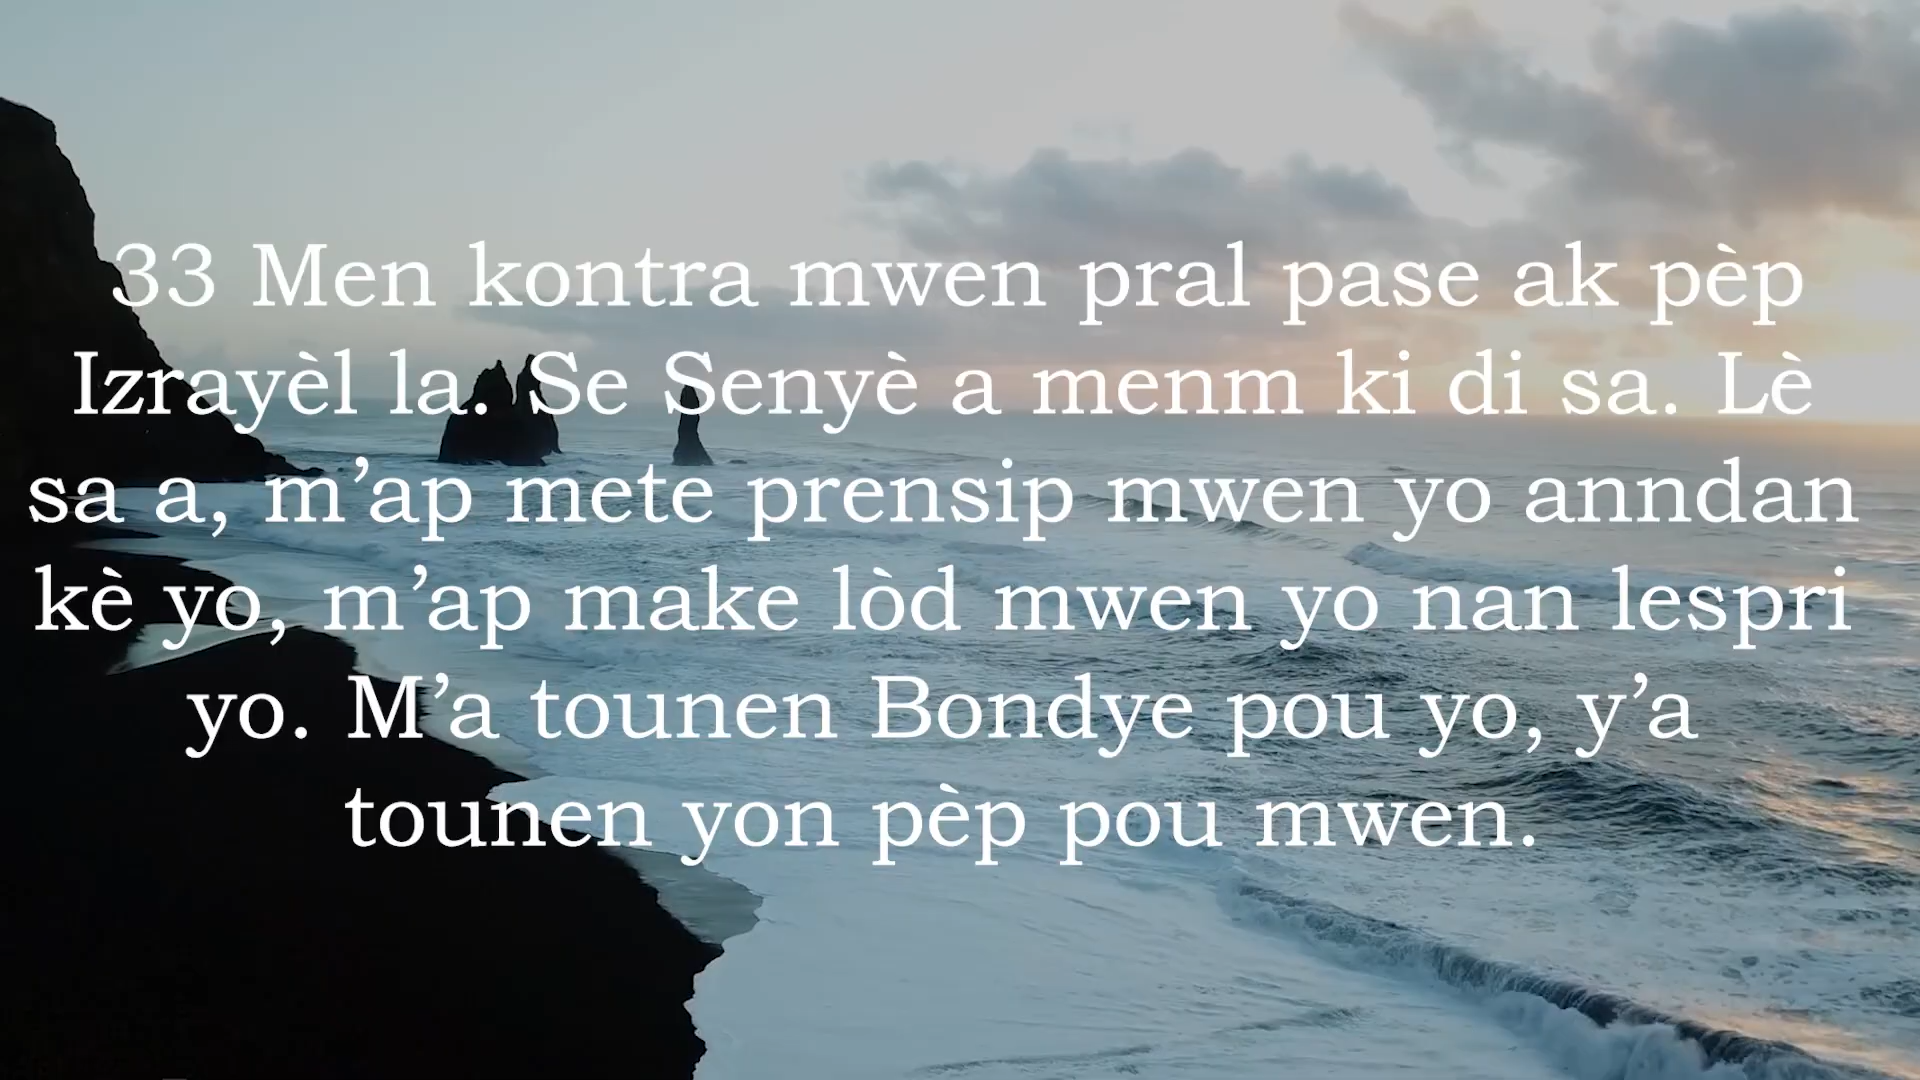 33 Men kontra mwen pral pase ak pèp
Izrayèl la. Se Senyè a menm ki di sa. Lè
sa a, m’ap mete prensip mwen yo anndan
kè yo, m’ap make lòd mwen yo nan lespri
yo. M’a tounen Bondye pou yo, y’a
tounen yon pèp pou mwen.